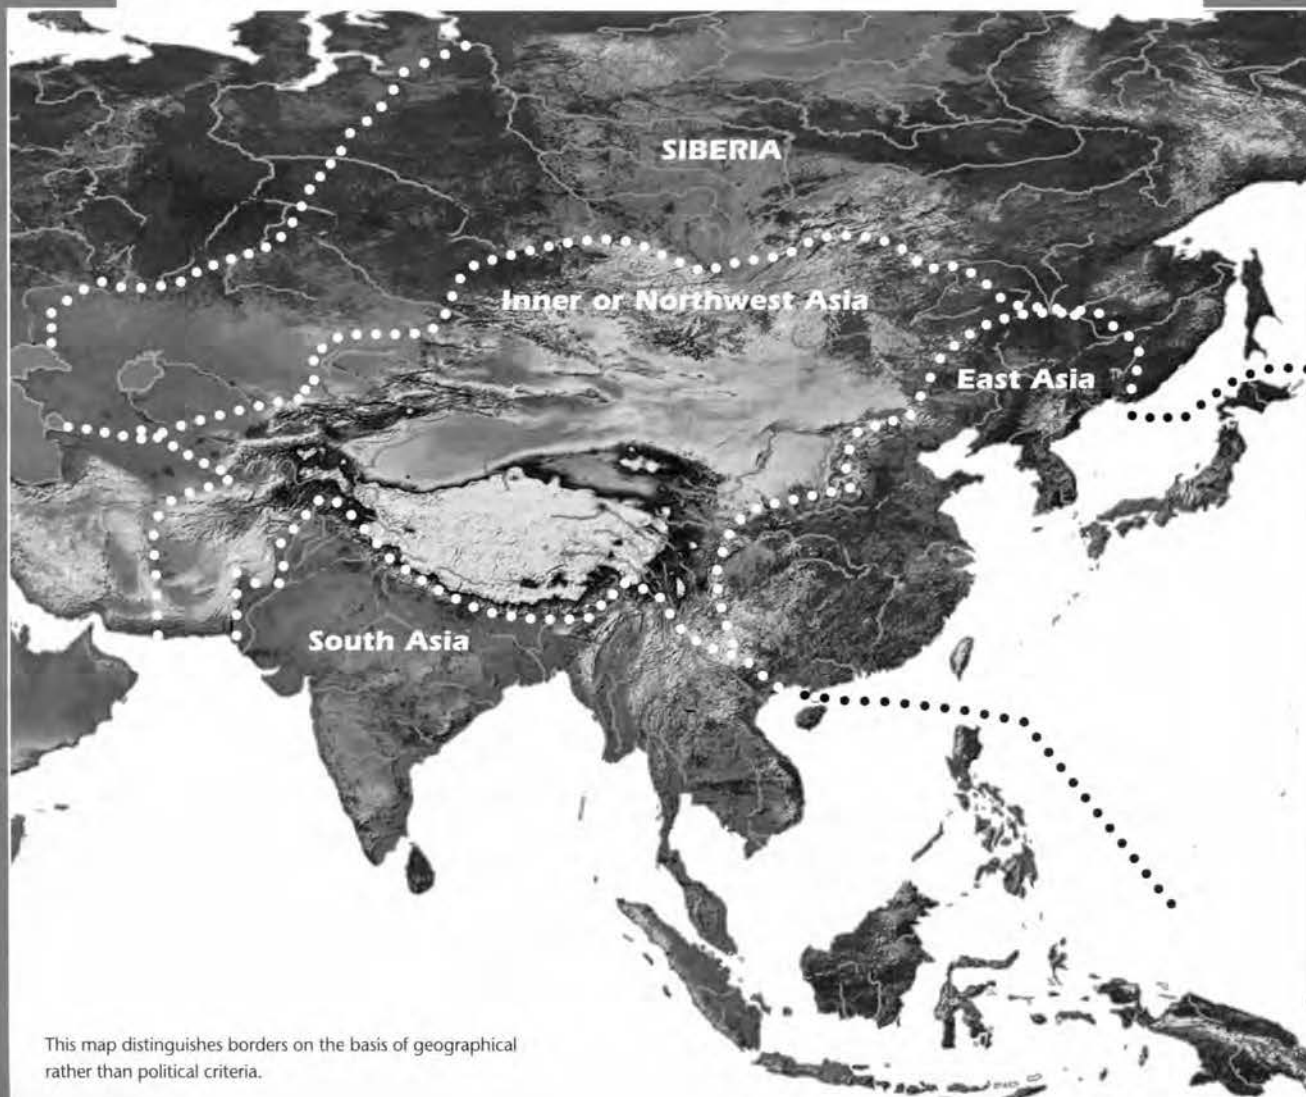 SIBERIA
Inner or Northwest Asia
East Asia
South Asia
This map distinguishes borders on the basis of geographical
rather than political criteria.